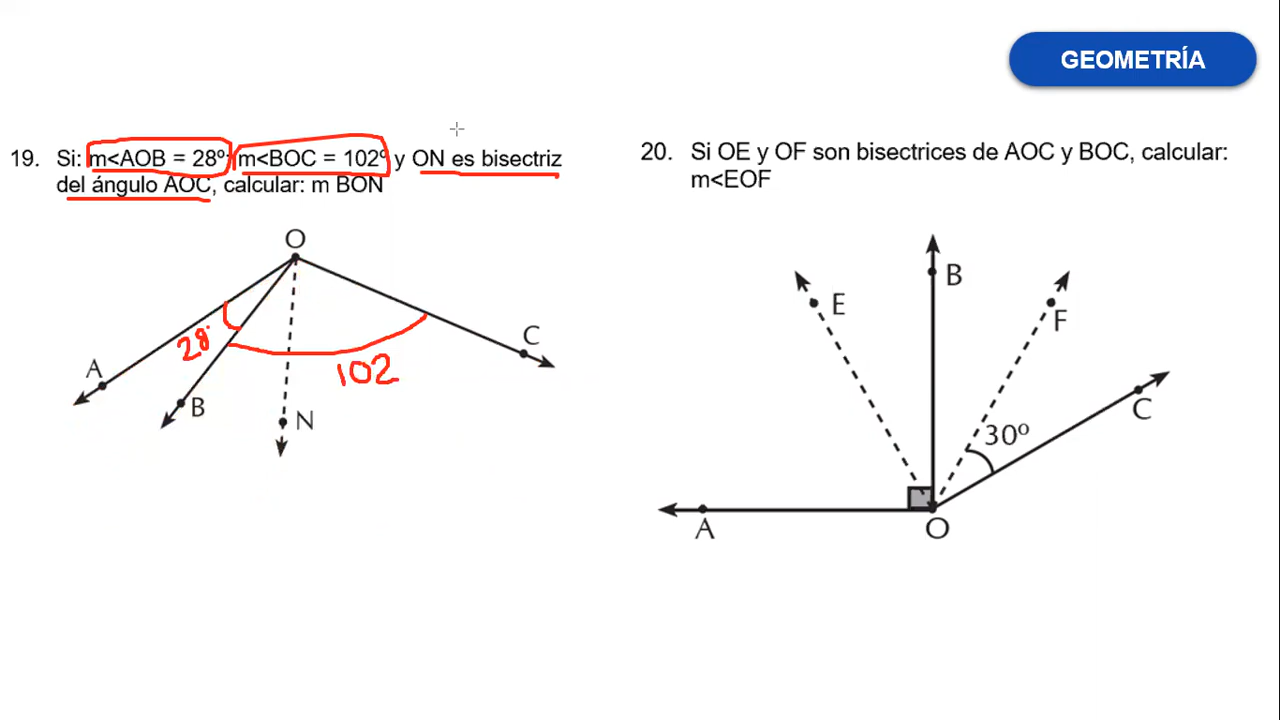 GEOMETRÍA
19. Si: m<AOB = 28º; m<BOC = 102º y ON es bisectriz
del ángulo AOC, calcular: m BON
O
A
B
N
C
28°
102
20. Si OE y OF son bisectrices de AOC y BOC, calcular:
m<EOF
B
E
F
C
30º
A
O